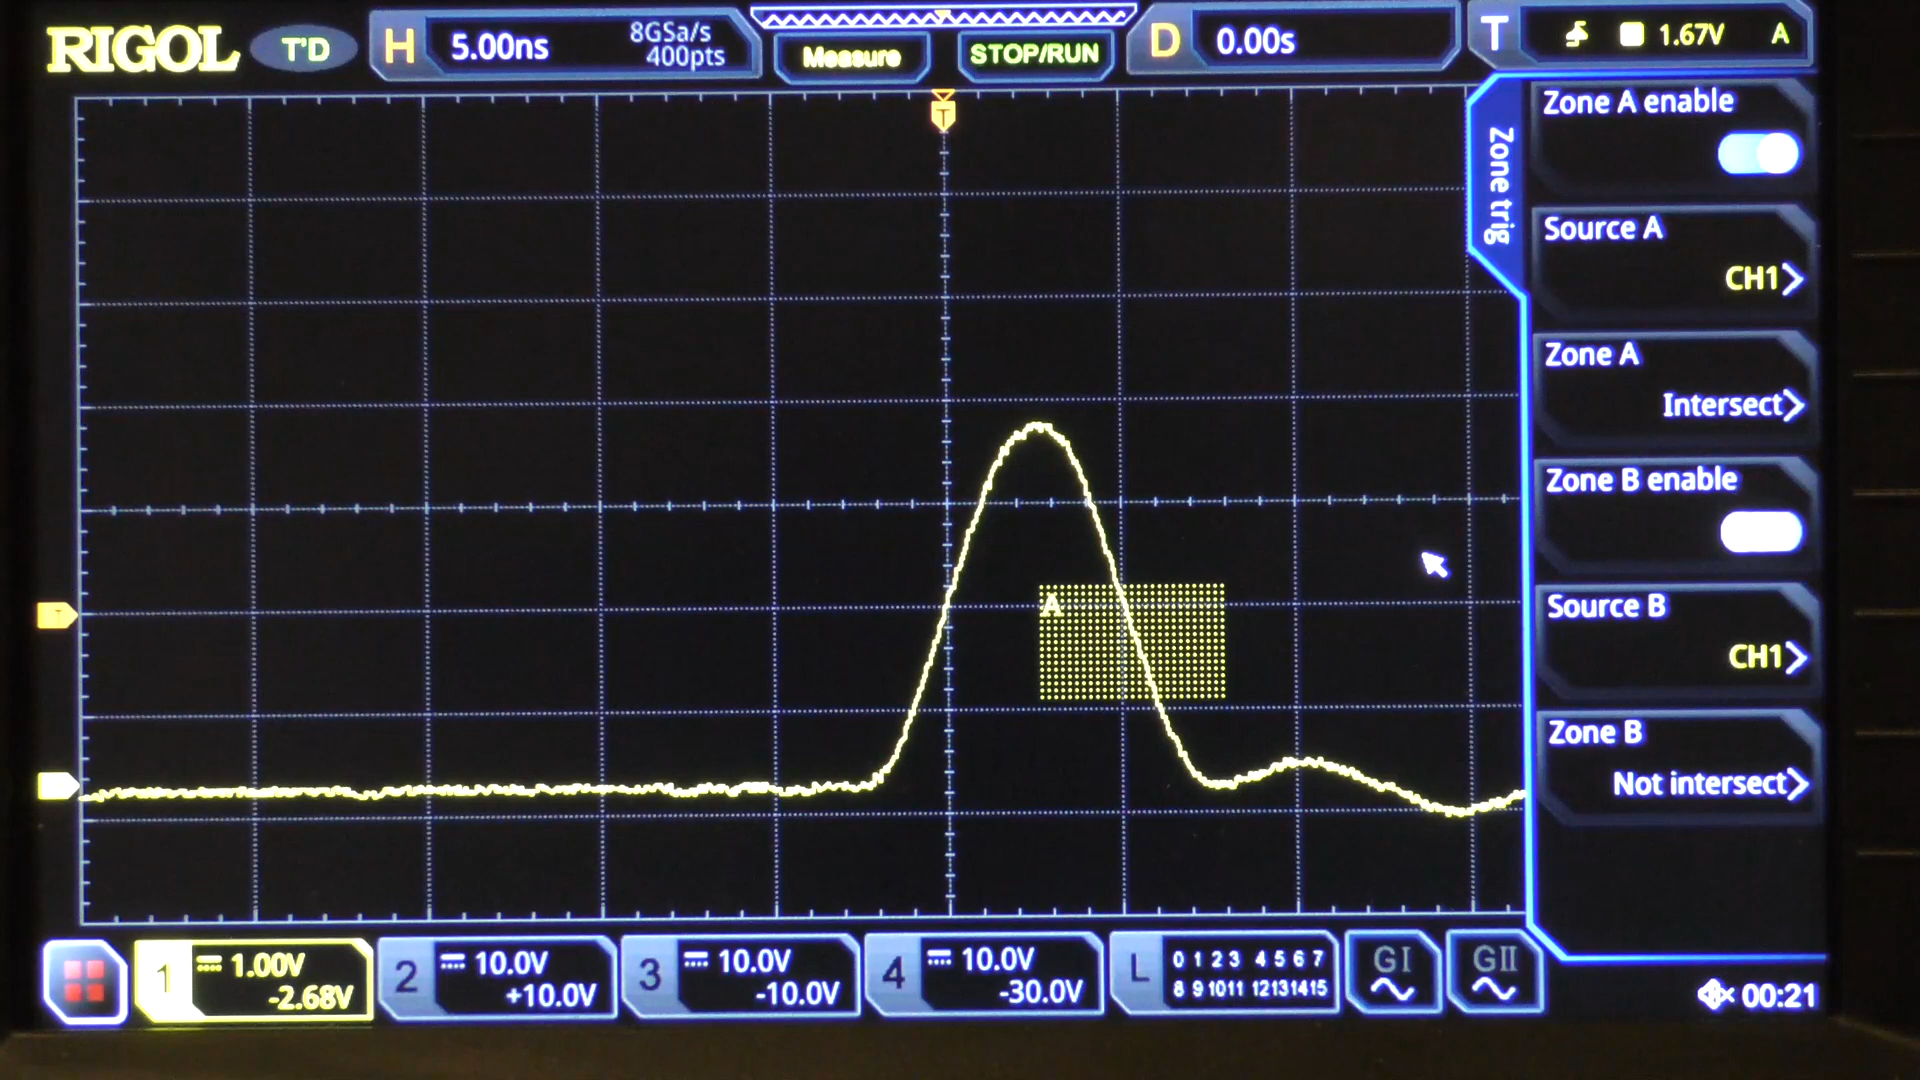 RIGOL
T'D
H 5.00ns 8GSa/s 400pts
Measure
STOP/RUN
D 0.00s
T 1.67V A
T
Zone trig
Zone A enable
Source A
CH1
Zone A
Intersect
Zone B enable
Source B
CH1
Zone B
Not intersect
T
A
1 1.00V
-2.68V
2 10.0V
+10.0V
3 10.0V
-10.0V
4 10.0V
-30.0V
L 0 1 2 3 4 5 6 7
8 9 10 11 12 13 14 15
GI
GII
00:21